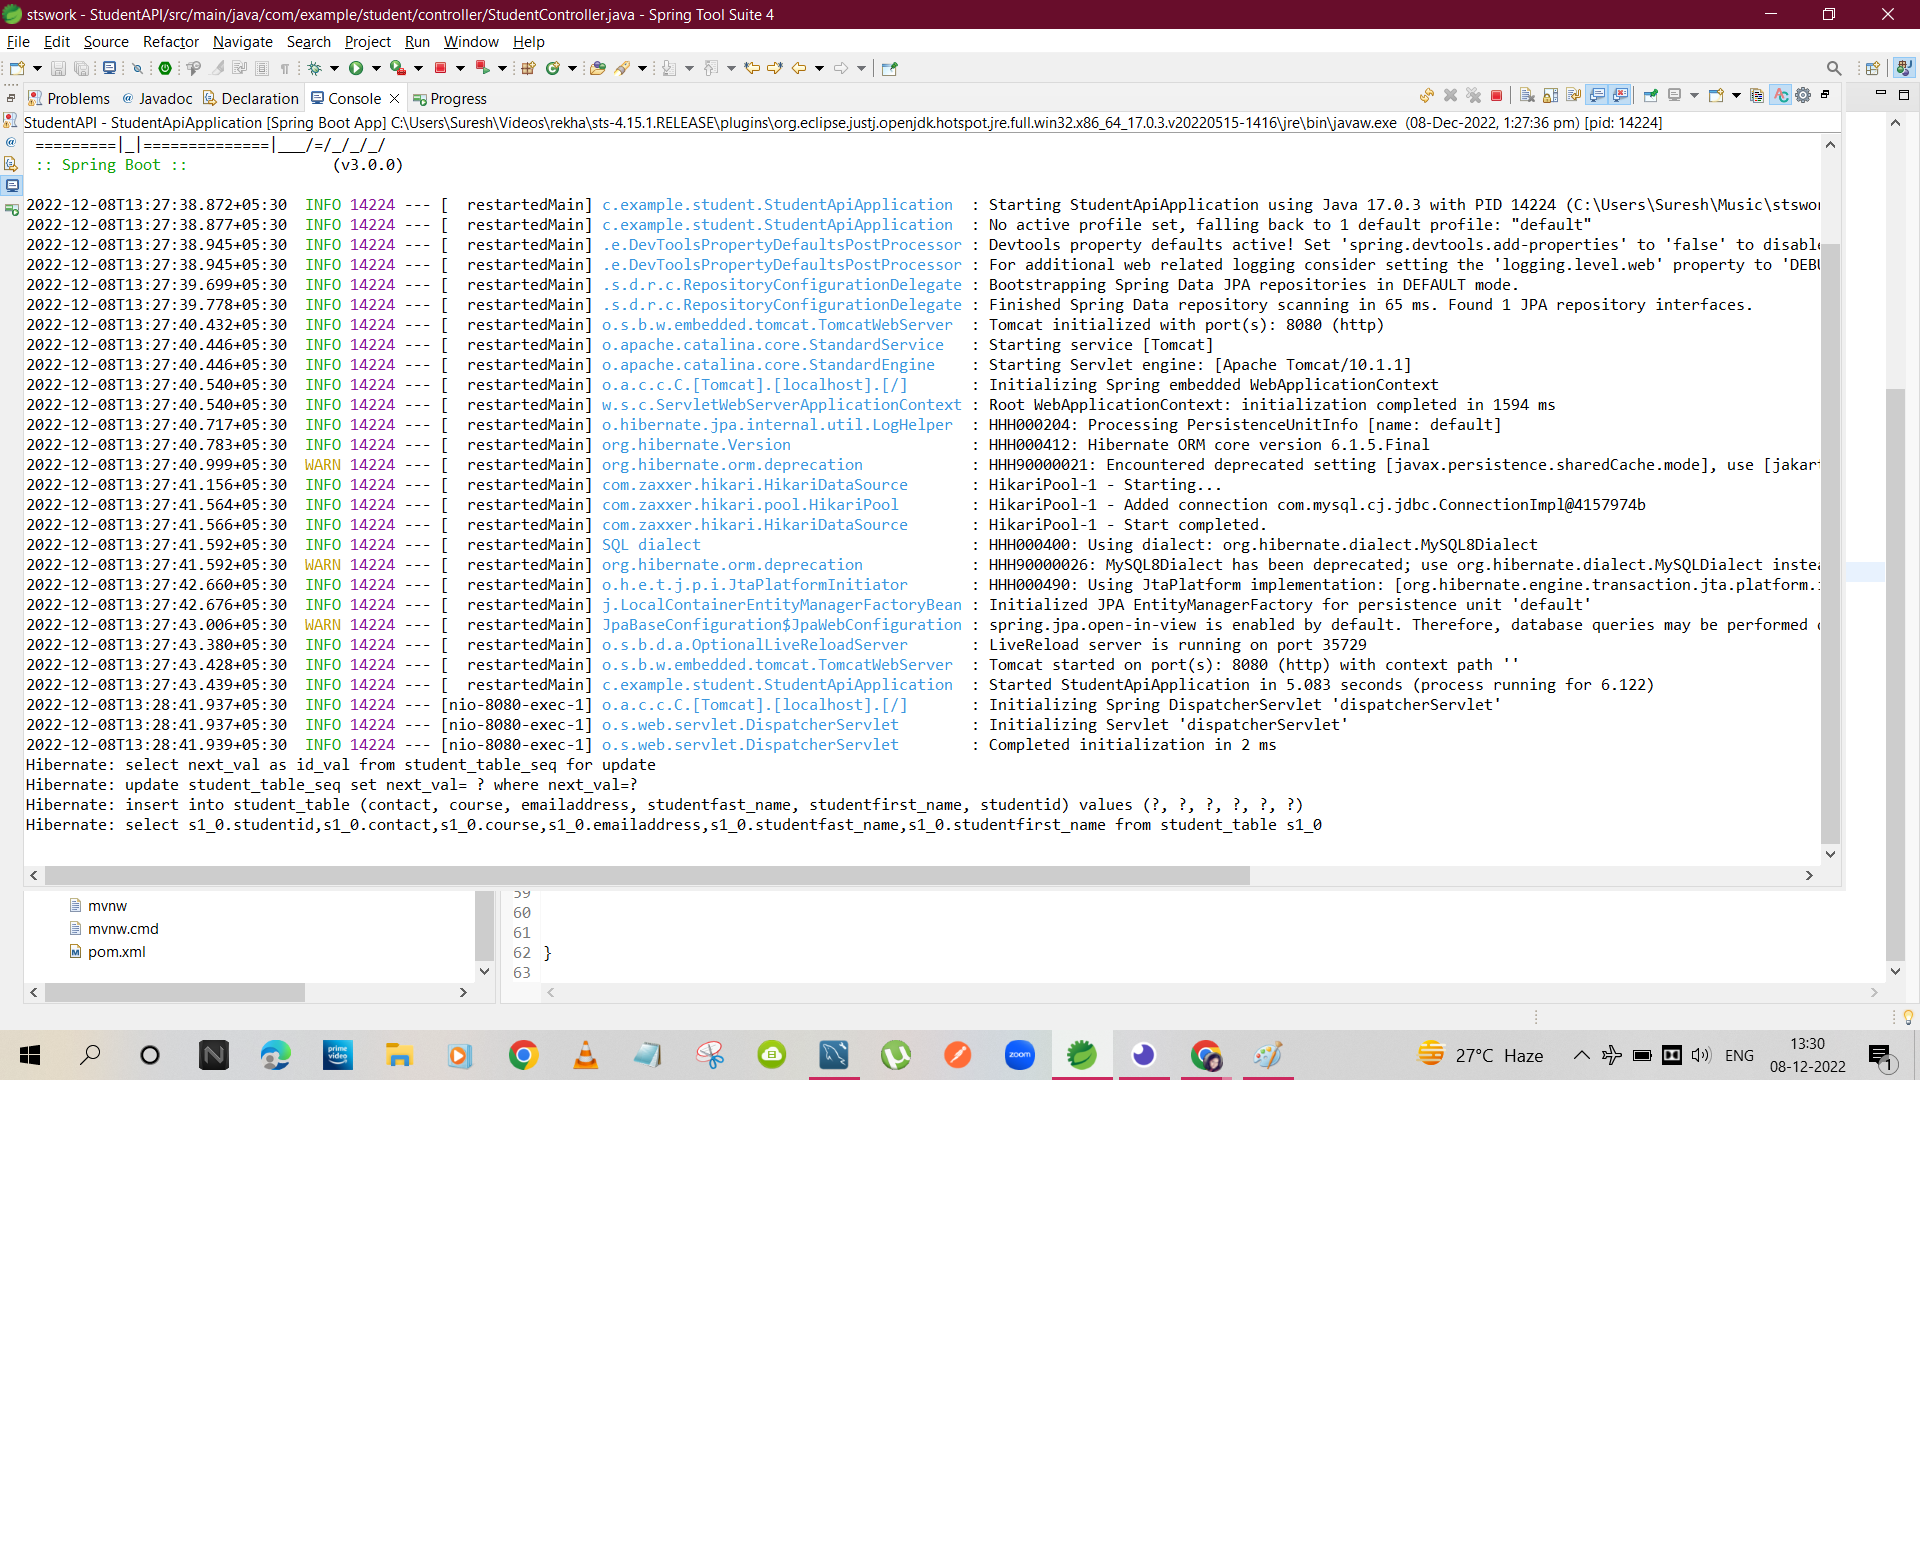 stswork - StudentAPI/src/main/java/com/example/student/controller/StudentController.java - Spring Tool Suite 4
File Edit Source Refactor Navigate Search Project Run Window Help
Problems Javadoc Declaration Console Progress
StudentAPI - StudentApiApplication [Spring Boot App] C:\Users\Suresh\Videos\rekha\sts-4.15.1.RELEASE\plugins\org.eclipse.justj.openjdk.hotspot.jre.full.win32.x86_64_17.0.3.v20220515-1416\jre\bin\javaw.exe (08-Dec-2022, 1:27:36 pm) [pid: 14224]
=========|_|==============|___/=/_/_/_/
:: Spring Boot :: (v3.0.0)
2022-12-08T13:27:38.872+05:30 INFO 14224 --- [ restartedMain] c.example.student.StudentApiApplication : Starting StudentApiApplication using Java 17.0.3 with PID 14224 (C:\Users\Suresh\Music\stswor
2022-12-08T13:27:38.877+05:30 INFO 14224 --- [ restartedMain] c.example.student.StudentApiApplication : No active profile set, falling back to 1 default profile: "default"
2022-12-08T13:27:38.945+05:30 INFO 14224 --- [ restartedMain] .e.DevToolsPropertyDefaultsPostProcessor : Devtools property defaults active! Set 'spring.devtools.add-properties' to 'false' to disable
2022-12-08T13:27:38.945+05:30 INFO 14224 --- [ restartedMain] .e.DevToolsPropertyDefaultsPostProcessor : For additional web related logging consider setting the 'logging.level.web' property to 'DEBU
2022-12-08T13:27:39.699+05:30 INFO 14224 --- [ restartedMain] .s.d.r.c.RepositoryConfigurationDelegate : Bootstrapping Spring Data JPA repositories in DEFAULT mode.
2022-12-08T13:27:39.778+05:30 INFO 14224 --- [ restartedMain] .s.d.r.c.RepositoryConfigurationDelegate : Finished Spring Data repository scanning in 65 ms. Found 1 JPA repository interfaces.
2022-12-08T13:27:40.432+05:30 INFO 14224 --- [ restartedMain] o.s.b.w.embedded.tomcat.TomcatWebServer : Tomcat initialized with port(s): 8080 (http)
2022-12-08T13:27:40.446+05:30 INFO 14224 --- [ restartedMain] o.apache.catalina.core.StandardService : Starting service [Tomcat]
2022-12-08T13:27:40.446+05:30 INFO 14224 --- [ restartedMain] o.apache.catalina.core.StandardEngine : Starting Servlet engine: [Apache Tomcat/10.1.1]
2022-12-08T13:27:40.540+05:30 INFO 14224 --- [ restartedMain] o.a.c.c.C.[Tomcat].[localhost].[/] : Initializing Spring embedded WebApplicationContext
2022-12-08T13:27:40.540+05:30 INFO 14224 --- [ restartedMain] w.s.c.ServletWebServerApplicationContext : Root WebApplicationContext: initialization completed in 1594 ms
2022-12-08T13:27:40.717+05:30 INFO 14224 --- [ restartedMain] o.hibernate.jpa.internal.util.LogHelper : HHH000204: Processing PersistenceUnitInfo [name: default]
2022-12-08T13:27:40.783+05:30 INFO 14224 --- [ restartedMain] org.hibernate.Version : HHH000412: Hibernate ORM core version 6.1.5.Final
2022-12-08T13:27:40.999+05:30 WARN 14224 --- [ restartedMain] org.hibernate.orm.deprecation : HHH90000021: Encountered deprecated setting [javax.persistence.sharedCache.mode], use [jakar
2022-12-08T13:27:41.156+05:30 INFO 14224 --- [ restartedMain] com.zaxxer.hikari.HikariDataSource : HikariPool-1 - Starting...
2022-12-08T13:27:41.564+05:30 INFO 14224 --- [ restartedMain] com.zaxxer.hikari.pool.HikariPool : HikariPool-1 - Added connection com.mysql.cj.jdbc.ConnectionImpl@4157974b
2022-12-08T13:27:41.566+05:30 INFO 14224 --- [ restartedMain] com.zaxxer.hikari.HikariDataSource : HikariPool-1 - Start completed.
2022-12-08T13:27:41.592+05:30 INFO 14224 --- [ restartedMain] SQL dialect : HHH000400: Using dialect: org.hibernate.dialect.MySQL8Dialect
2022-12-08T13:27:41.592+05:30 WARN 14224 --- [ restartedMain] org.hibernate.orm.deprecation : HHH90000026: MySQL8Dialect has been deprecated; use org.hibernate.dialect.MySQLDialect instea
2022-12-08T13:27:42.660+05:30 INFO 14224 --- [ restartedMain] o.h.e.t.j.p.i.JtaPlatformInitiator : HHH000490: Using JtaPlatform implementation: [org.hibernate.engine.transaction.jta.platform.i
2022-12-08T13:27:42.676+05:30 INFO 14224 --- [ restartedMain] j.LocalContainerEntityManagerFactoryBean : Initialized JPA EntityManagerFactory for persistence unit 'default'
2022-12-08T13:27:43.006+05:30 WARN 14224 --- [ restartedMain] JpaBaseConfiguration$JpaWebConfiguration : spring.jpa.open-in-view is enabled by default. Therefore, database queries may be performed
2022-12-08T13:27:43.380+05:30 INFO 14224 --- [ restartedMain] o.s.b.d.a.OptionalLiveReloadServer : LiveReload server is running on port 35729
2022-12-08T13:27:43.428+05:30 INFO 14224 --- [ restartedMain] o.s.b.w.embedded.tomcat.TomcatWebServer : Tomcat started on port(s): 8080 (http) with context path ''
2022-12-08T13:27:43.439+05:30 INFO 14224 --- [ restartedMain] c.example.student.StudentApiApplication : Started StudentApiApplication in 5.083 seconds (process running for 6.122)
2022-12-08T13:28:41.937+05:30 INFO 14224 --- [nio-8080-exec-1] o.a.c.c.C.[Tomcat].[localhost].[/] : Initializing Spring DispatcherServlet 'dispatcherServlet'
2022-12-08T13:28:41.937+05:30 INFO 14224 --- [nio-8080-exec-1] o.s.web.servlet.DispatcherServlet : Initializing Servlet 'dispatcherServlet'
2022-12-08T13:28:41.939+05:30 INFO 14224 --- [nio-8080-exec-1] o.s.web.servlet.DispatcherServlet : Completed initialization in 2 ms
Hibernate: select next_val as id_val from student_table_seq for update
Hibernate: update student_table_seq set next_val= ? where next_val=?
Hibernate: insert into student_table (contact, course, emailaddress, studentfast_name, studentfirst_name, studentid) values (?, ?, ?, ?, ?, ?)
Hibernate: select s1_0.studentid,s1_0.contact,s1_0.course,s1_0.emailaddress,s1_0.studentfast_name,s1_0.studentfirst_name from student_table s1_0
59
mvnw
60
mvnw.cmd
61
pom.xml
62 }
63
prime video
zoom
27°C Haze
ENG
13:30
08-12-2022
1